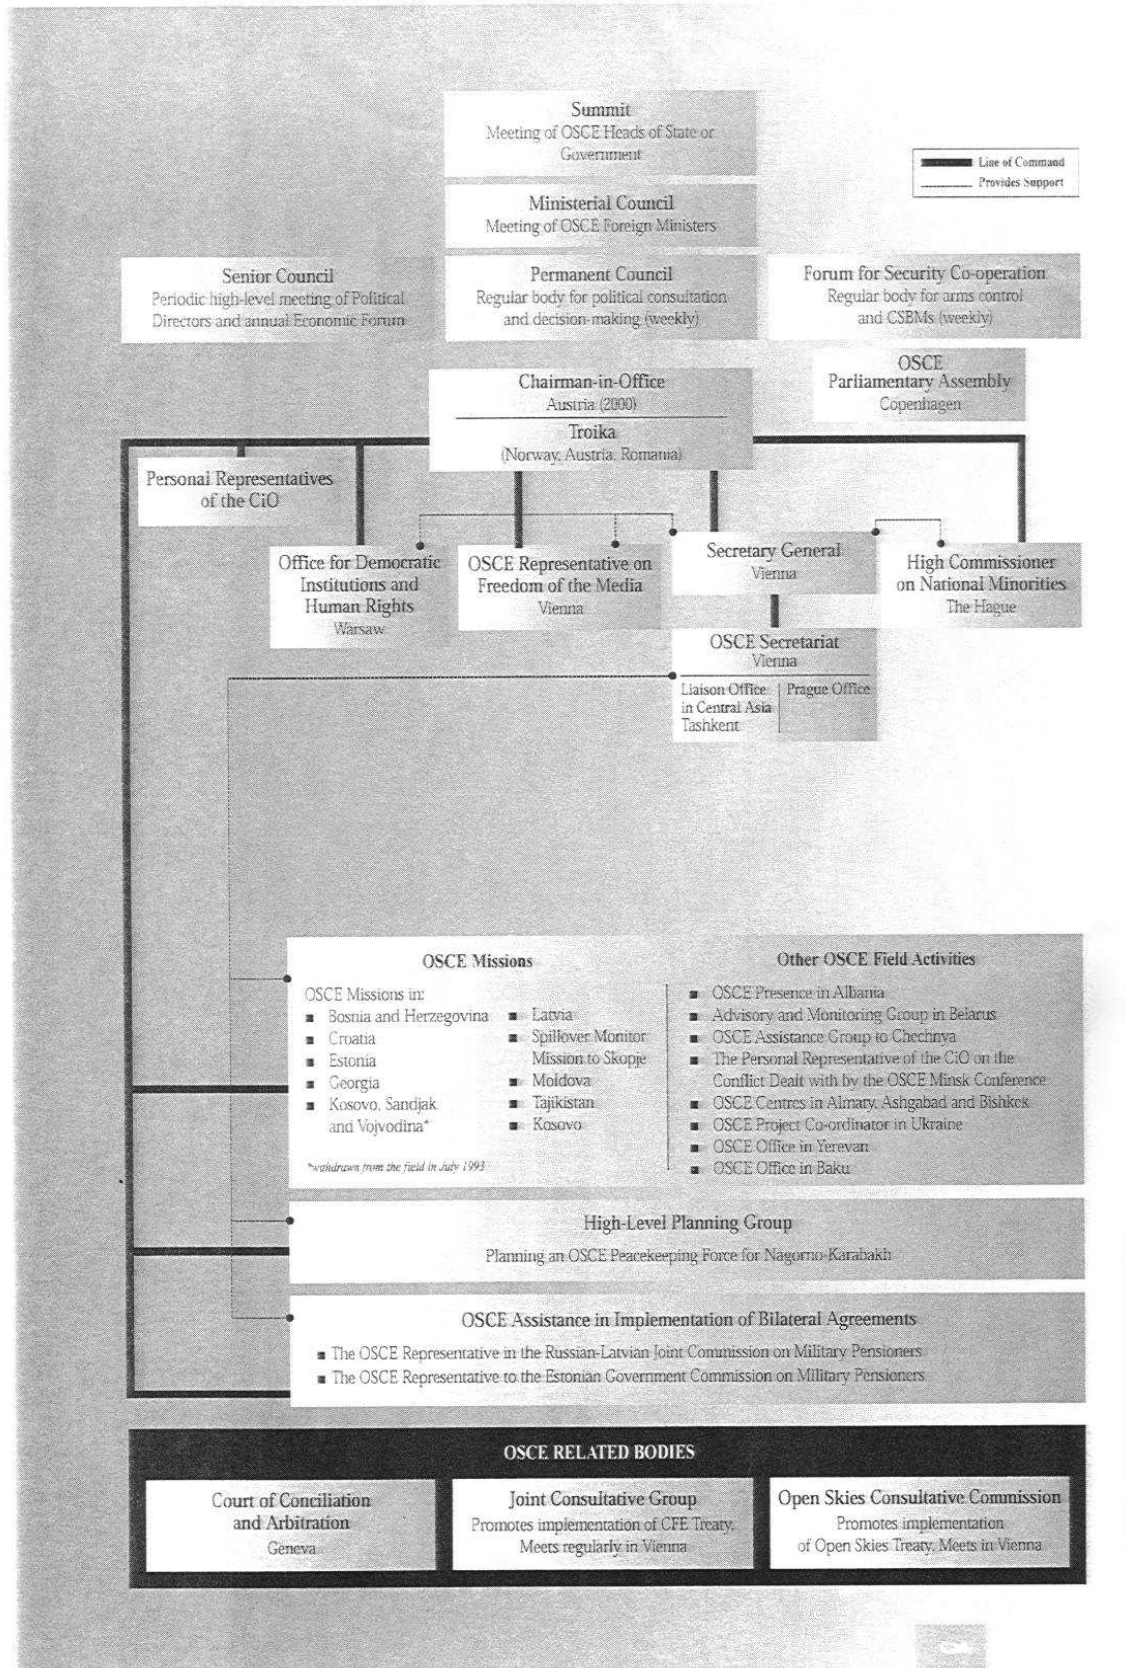 Summit
Meeting of OSCE Heads of State or
Government
Line of Command
Provides Support
Ministerial Council
Meeting of OSCE Foreign Ministers
Senior Council
Periodic high-level meeting of Political
Directors and annual Economic Forum
Permanent Council
Regular body for political consultation
and decision-making (weekly)
Forum for Security Co-operation
Regular body for arms control
and CSBMs (weekly)
OSCE
Parliamentary Assembly
Copenhagen
Chairman-in-Office
Austria (2000)
Troika
(Norway, Austria, Romania)
Personal Representatives
of the CiO
Office for Democratic
Institutions and
Human Rights
Warsaw
OSCE Representative on
Freedom of the Media
Vienna
Secretary General
Vienna
High Commissioner
on National Minorities
The Hague
OSCE Secretariat
Vienna
Liaison Office
in Central Asia
Tashkent
Prague Office
OSCE Missions
OSCE Missions in:
■ Bosnia and Herzegovina
■ Croatia
■ Estonia
■ Georgia
■ Kosovo, Sandjak
and Vojvodina*
■ Latvia
■ Spillover Monitor
Mission to Skopje
■ Moldova
■ Tajikistan
■ Kosovo
*withdrawn from the field in July 1993
Other OSCE Field Activities
■ OSCE Presence in Albania
■ Advisory and Monitoring Group in Belarus
■ OSCE Assistance Group to Chechnya
■ The Personal Representative of the CiO on the
Conflict Dealt with by the OSCE Minsk Conference
■ OSCE Centres in Almaty, Ashgabad and Bishkek
■ OSCE Project Co-ordinator in Ukraine
■ OSCE Office in Yerevan
■ OSCE Office in Baku
High-Level Planning Group
Planning an OSCE Peacekeeping Force for Nagorno-Karabakh
OSCE Assistance in Implementation of Bilateral Agreements
■ The OSCE Representative in the Russian-Latvian Joint Commission on Military Pensioners
■ The OSCE Representative to the Estonian Government Commission on Military Pensioners
OSCE RELATED BODIES
Court of Conciliation
and Arbitration
Geneva
Joint Consultative Group
Promotes implementation of CFE Treaty,
Meets regularly in Vienna
Open Skies Consultative Commission
Promotes implementation
of Open Skies Treaty, Meets in Vienna